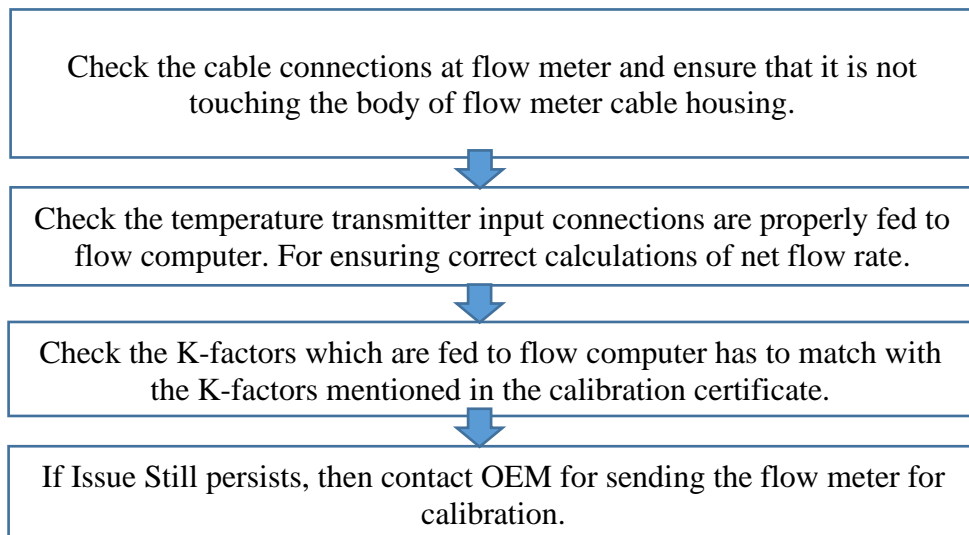 Check the cable connections at flow meter and ensure that it is not
touching the body of flow meter cable housing.
Check the temperature transmitter input connections are properly fed to
flow computer. For ensuring correct calculations of net flow rate.
Check the K-factors which are fed to flow computer has to match with
the K-factors mentioned in the calibration certificate.
If Issue Still persists, then contact OEM for sending the flow meter for
calibration.